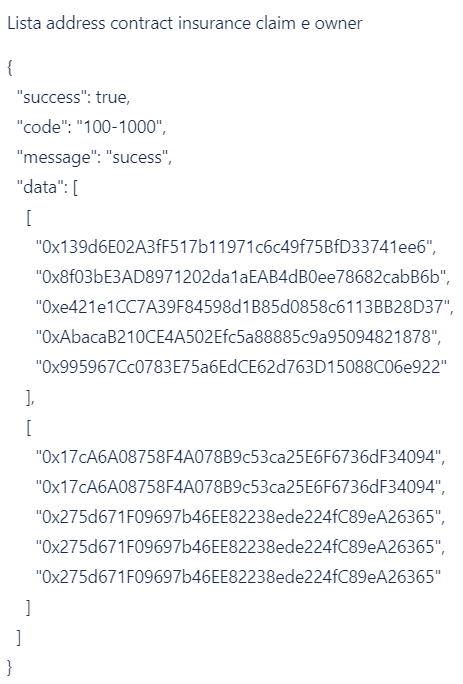 Lista address contract insurance claim e owner
{
"success": true,
"code": "100-1000",
"message": "sucess",
"data": [
[
"0x139d6E02A3fF517b11971c6c49f75BfD33741ee6",
"0x8f03bE3AD8971202da1aEAB4dB0ee78682cabB6b",
"0xe421e1CC7A39F84598d1B85d0858c6113BB28D37",
"0xAbacaB210CE4A502Efc5a88885c9a95094821878",
"0x995967Cc0783E75a6EdCE62d763D15088C06e922"
],
[
"0x17cA6A08758F4A078B9c53ca25E6F6736dF34094",
"0x17cA6A08758F4A078B9c53ca25E6F6736dF34094",
"0x275d671F09697b46EE82238ede224fC89eA26365",
"0x275d671F09697b46EE82238ede224fC89eA26365",
"0x275d671F09697b46EE82238ede224fC89eA26365"
]
]
}